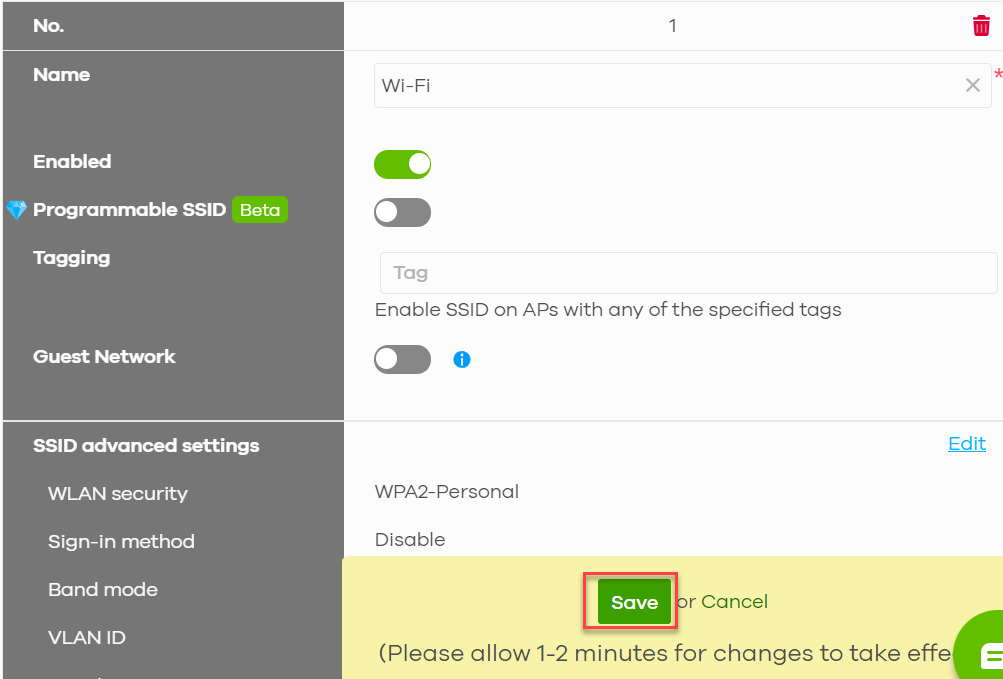 No. 1
Name
Wi-Fi
Enabled
Programmable SSID Beta
Tagging
Tag
Enable SSID on APs with any of the specified tags
Guest Network
SSID advanced settings Edit
WLAN security WPA2-Personal
Sign-in method Disable
Band mode
Save or Cancel
VLAN ID
(Please allow 1-2 minutes for changes to take effe